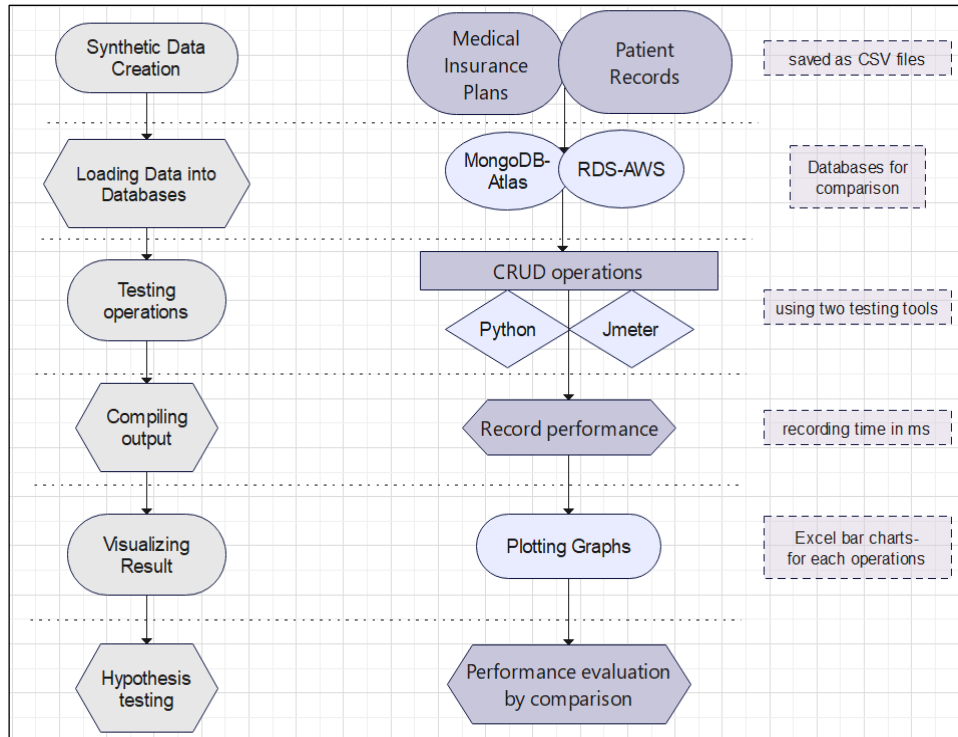 Synthetic Data
Creation
Medical
Insurance
Plans
Patient
Records
saved as CSV files
Loading Data into
Databases
MongoDB-
Atlas
RDS-AWS
Databases for
comparison
Testing
operations
CRUD operations
Python
Jmeter
using two testing tools
Compiling
output
Record performance
recording time in ms
Visualizing
Result
Plotting Graphs
Excel bar charts-
for each operations
Hypothesis
testing
Performance evaluation
by comparison